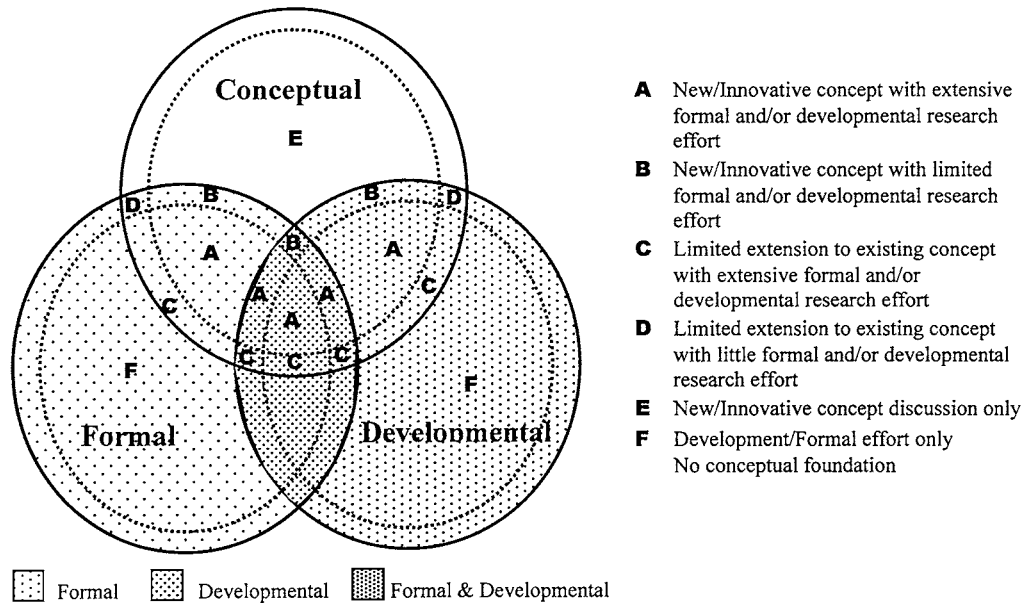 Conceptual
E
D B B D
B
A A
C C
A A
A
C C C
F F
Formal Developmental
A New/Innovative concept with extensive
formal and/or developmental research
effort
B New/Innovative concept with limited
formal and/or developmental research
effort
C Limited extension to existing concept
with extensive formal and/or
developmental research effort
D Limited extension to existing concept
with little formal and/or developmental
research effort
E New/Innovative concept discussion only
F Development/Formal effort only
No conceptual foundation
Formal Developmental Formal & Developmental